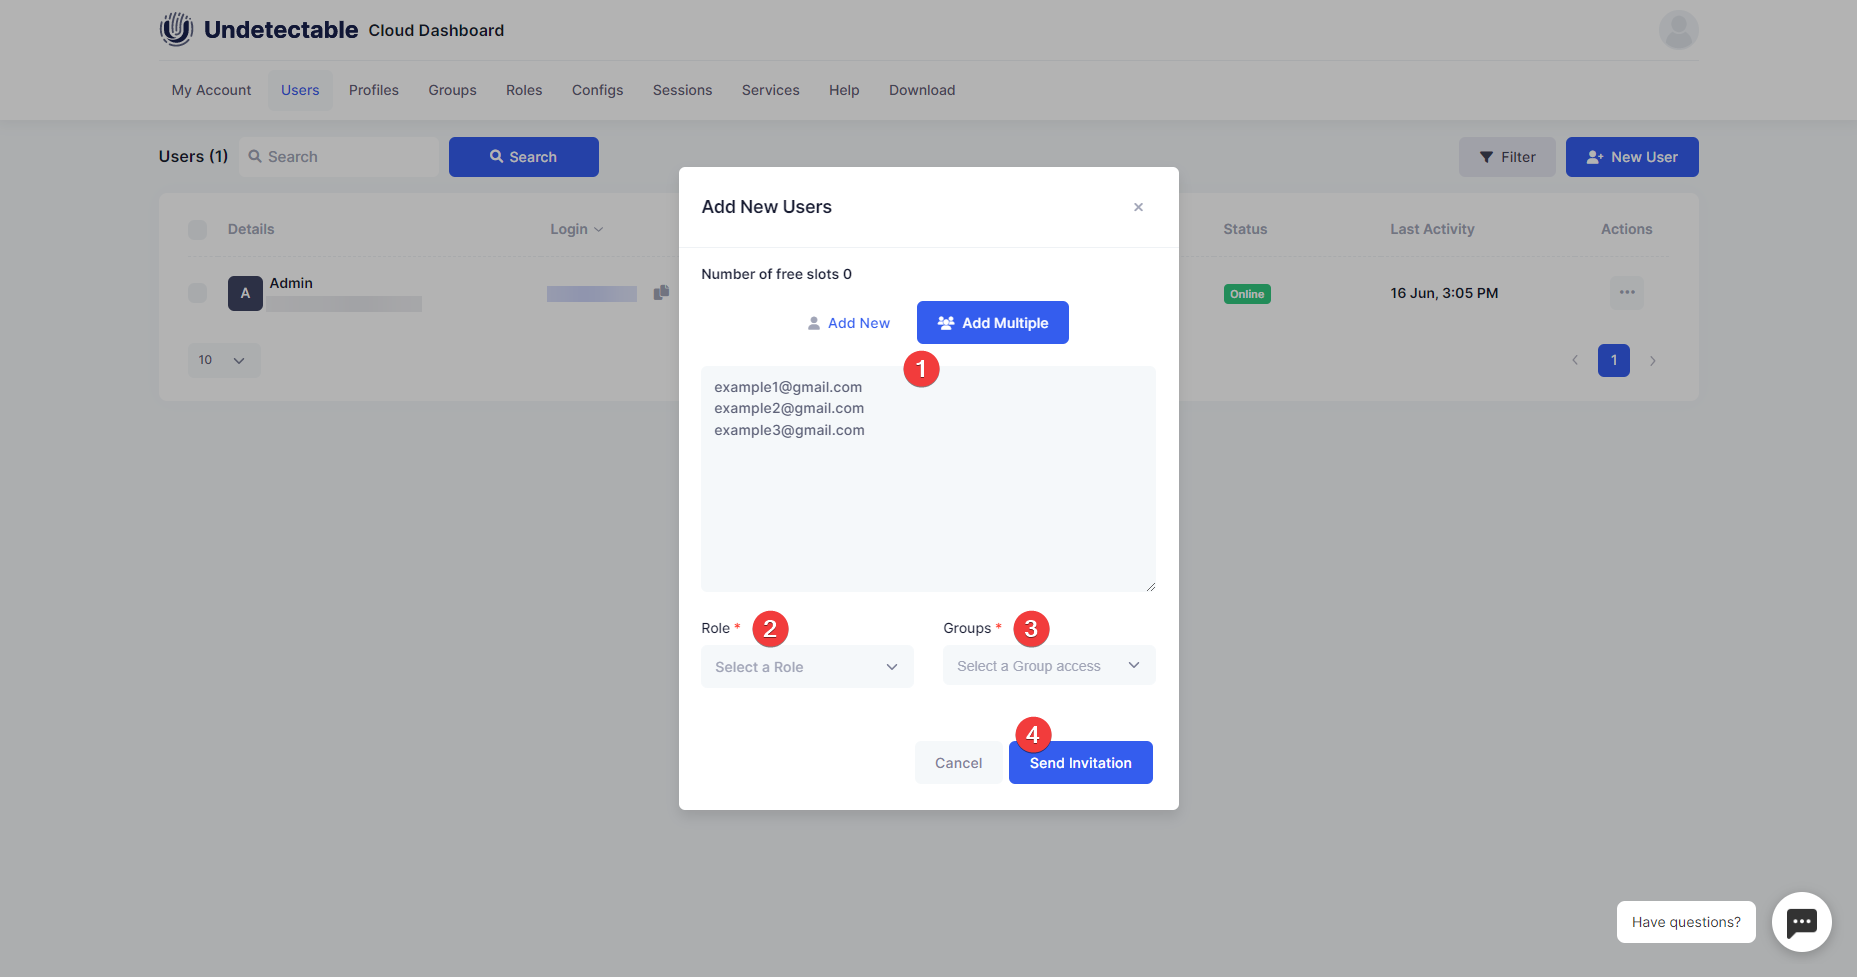 Undetectable Cloud Dashboard
My Account Users Profiles Groups Roles Configs Sessions Services Help Download
Users (1) Search Search Filter New User
Add New Users ×
Details Login Status Last Activity Actions
Number of free slots 0
A Admin Online 16 Jun, 3:05 PM
Add New Add Multiple
10 1
1
example1@gmail.com
example2@gmail.com
example3@gmail.com
Role * 2 Groups * 3
Select a Role Select a Group access
4
Cancel Send Invitation
Have questions?